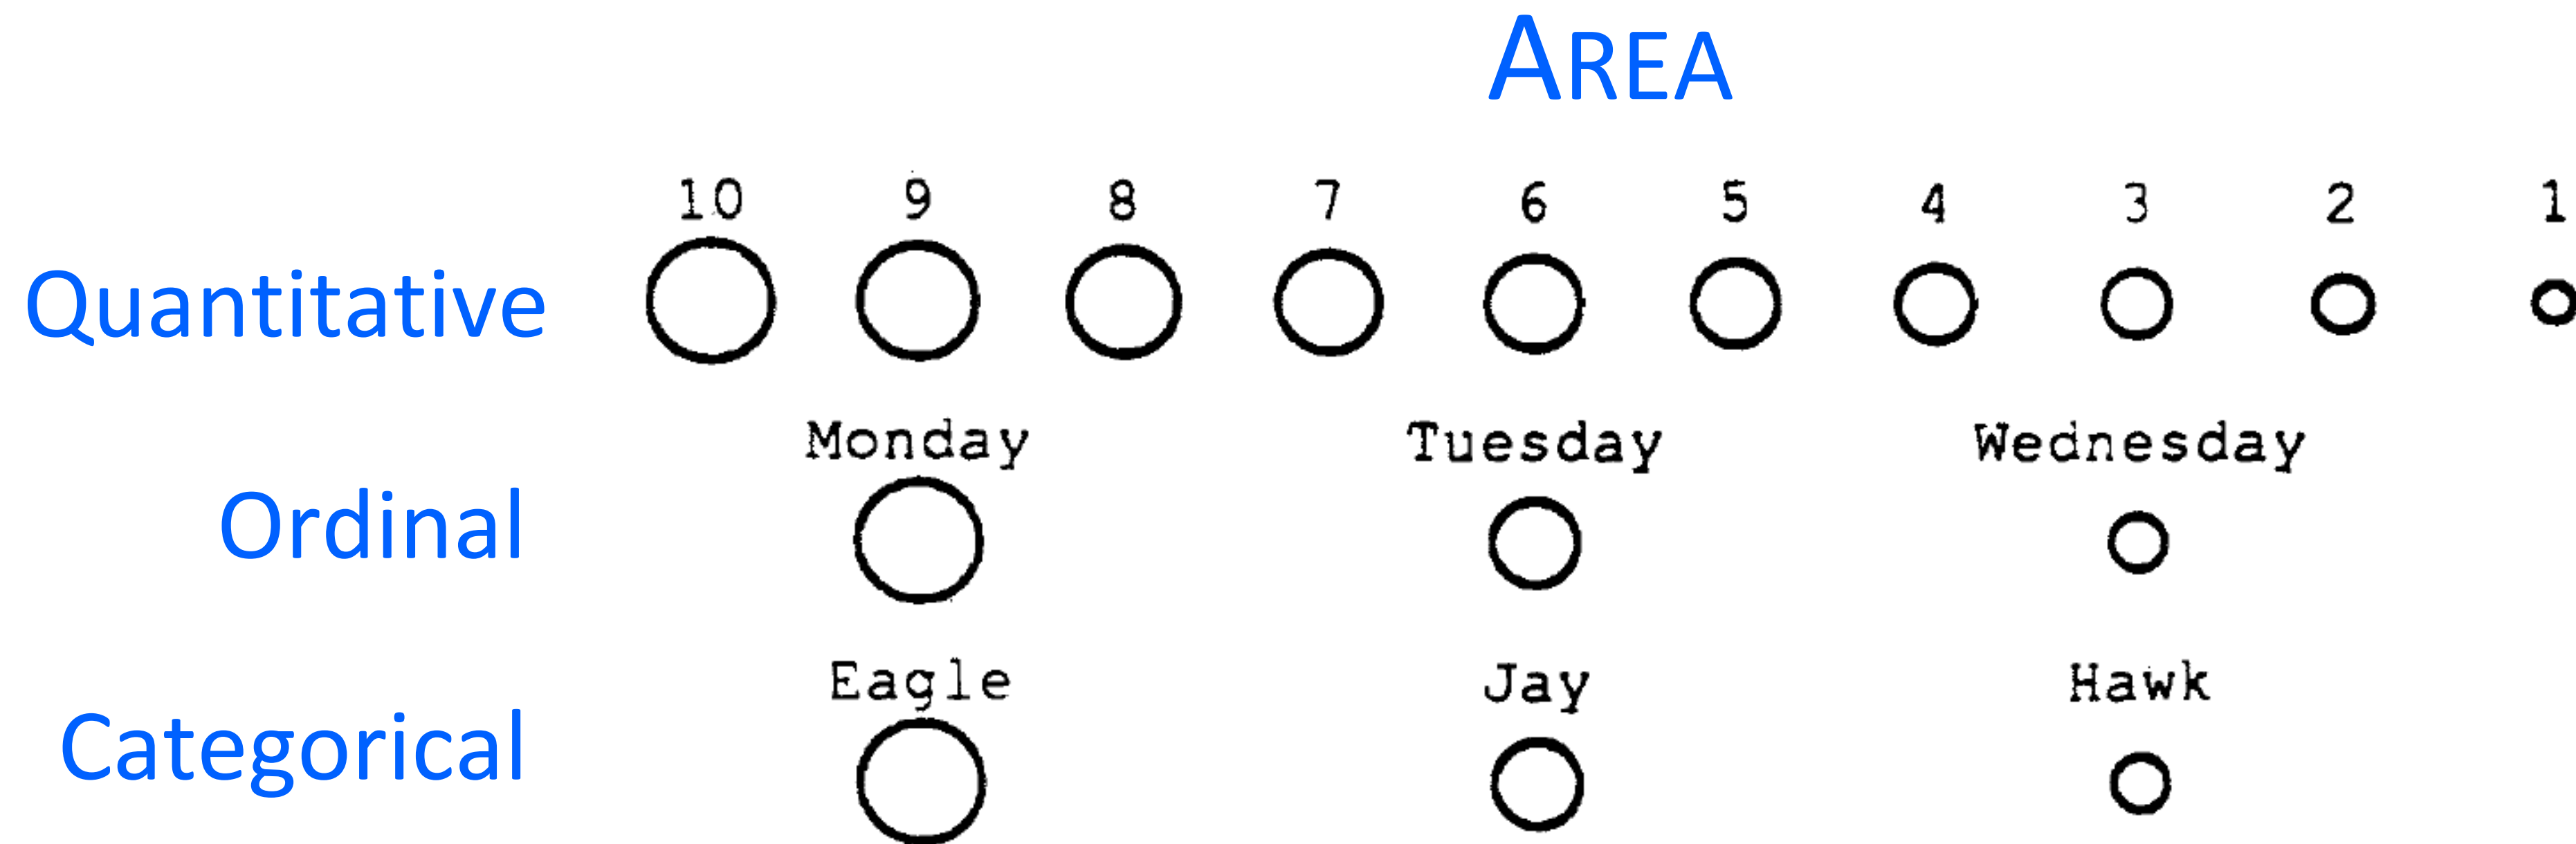 AREA
10 9 8 7 6 5 4 3 2 1
Quantitative
Monday Tuesday Wednesday
Ordinal
Eagle Jay Hawk
Categorical